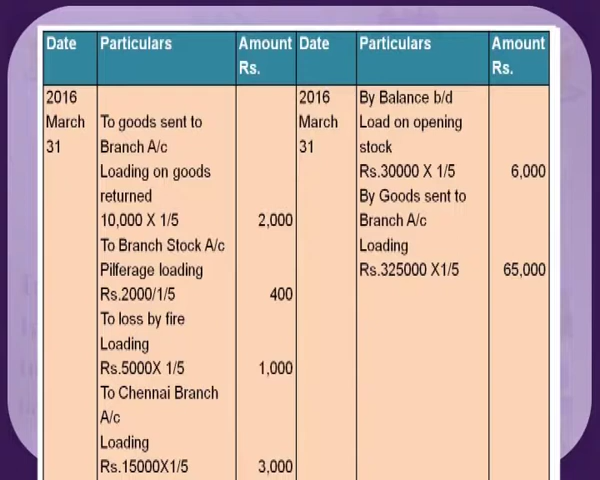 Date Particulars Amount Rs. Date Particulars Amount Rs.
2016
March
31
To goods sent to
Branch A/c
Loading on goods
returned
10,000 X 1/5 2,000
To Branch Stock A/c
Pilferage loading
Rs.2000/1/5 400
To loss by fire
Loading
Rs.5000X 1/5 1,000
To Chennai Branch
A/c
Loading
Rs.15000X1/5 3,000
2016
March
31
By Balance b/d
Load on opening
stock
Rs.30000 X 1/5 6,000
By Goods sent to
Branch A/c
Loading
Rs.325000 X1/5 65,000